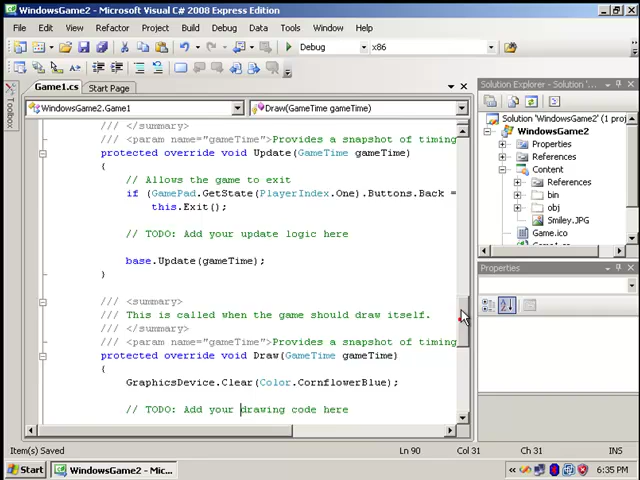 WindowsGame2 - Microsoft Visual C# 2008 Express Edition
File Edit View Refactor Project Build Debug Data Tools Window Help
Debug x86
Game1.cs Start Page
WindowsGame2.Game1 Draw(GameTime gameTime)
Toolbox
/// </summary>
/// <param name="gameTime">Provides a snapshot of timing
protected override void Update(GameTime gameTime)
{
// Allows the game to exit
if (GamePad.GetState(PlayerIndex.One).Buttons.Back =
this.Exit();
// TODO: Add your update logic here
base.Update(gameTime);
}
/// <summary>
/// This is called when the game should draw itself.
/// </summary>
/// <param name="gameTime">Provides a snapshot of timing
protected override void Draw(GameTime gameTime)
{
GraphicsDevice.Clear(Color.CornflowerBlue);
// TODO: Add your drawing code here
Solution Explorer - Solution 'WindowsGame2'
Solution 'WindowsGame2' (1 proj
WindowsGame2
Properties
References
Content
References
bin
obj
Smiley.JPG
Game.ico
Game1.cs
Properties
Item(s) Saved Ln 90 Col 31 Ch 31 INS
Start WindowsGame2 - Mic... 6:35 PM